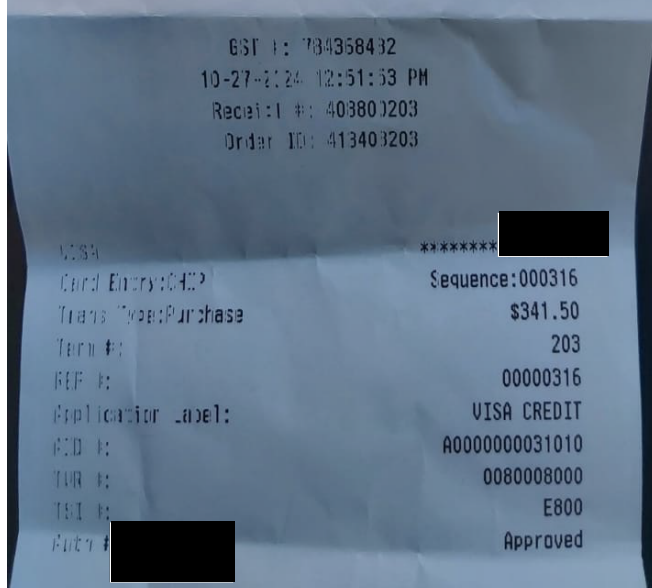 GST #: 784368432
10-27-2024 12:51:53 PM
Receipt #: 408800203
Order ID: 413403203
VISA ********
Card Entry:CHIP Sequence:000316
Trans Type:Purchase $341.50
Term #: 203
REF #: 00000316
Application Label: VISA CREDIT
AID #: A0000000031010
TVR #: 0080008000
TSI #: E800
Auth # Approved